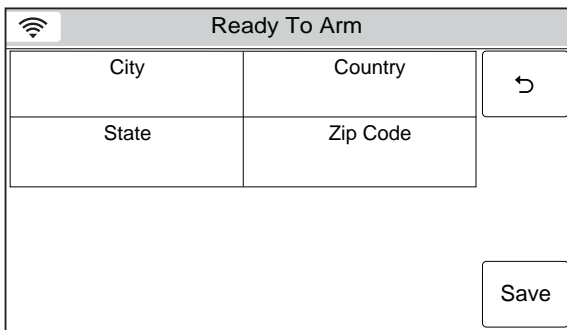 Ready To Arm
City
Country
State
Zip Code
Save